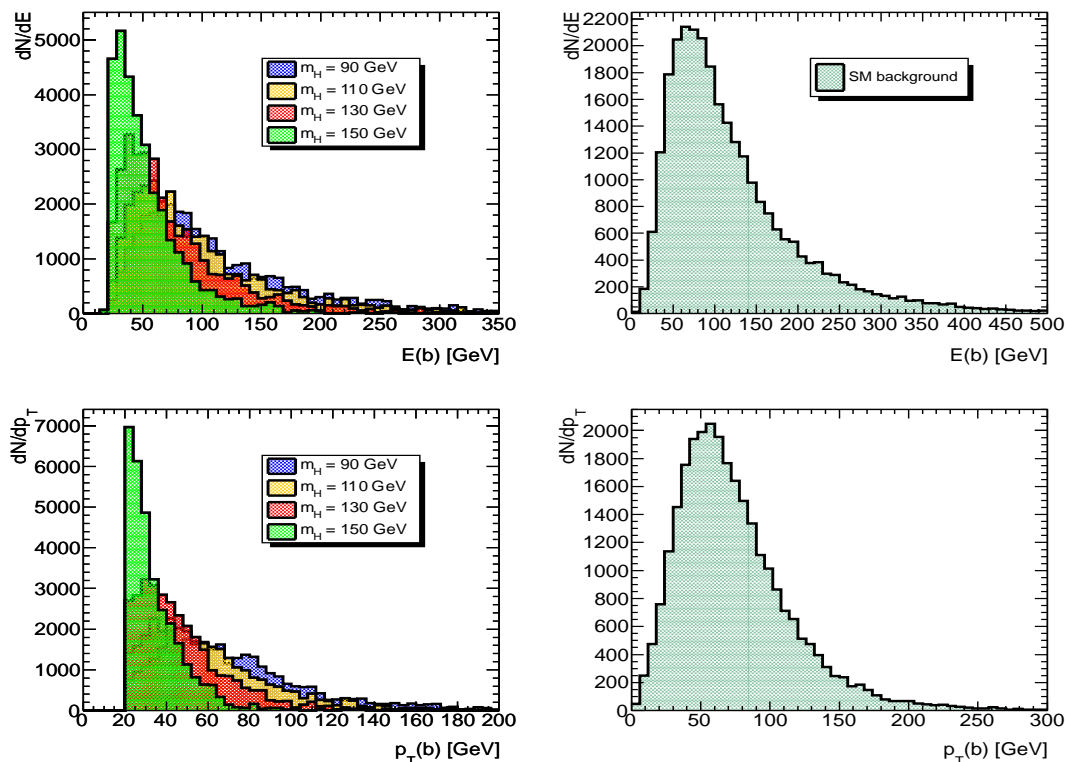 dN/dE
5000
4000
3000
2000
1000
0
0 50 100 150 200 250 300 350
E(b) [GeV]
m_H = 90 GeV
m_H = 110 GeV
m_H = 130 GeV
m_H = 150 GeV
dN/dE
2200
2000
1800
1600
1400
1200
1000
800
600
400
200
0
0 50 100 150 200 250 300 350 400 450 500
E(b) [GeV]
SM background
dN/dp_T
7000
6000
5000
4000
3000
2000
1000
0
0 20 40 60 80 100 120 140 160 180 200
p_T(b) [GeV]
m_H = 90 GeV
m_H = 110 GeV
m_H = 130 GeV
m_H = 150 GeV
dN/dp_T
2000
1800
1600
1400
1200
1000
800
600
400
200
0
0 50 100 150 200 250 300
p_T(b) [GeV]